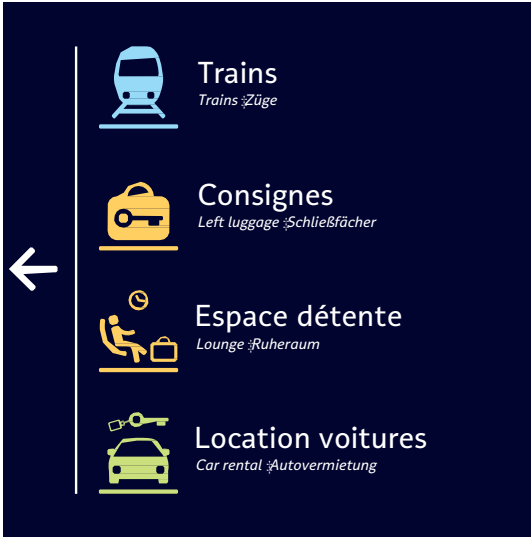 Trains
Trains ⁞Züge
Consignes
Left luggage ⁞Schließfächer
Espace détente
Lounge ⁞Ruheraum
Location voitures
Car rental ⁞Autovermietung